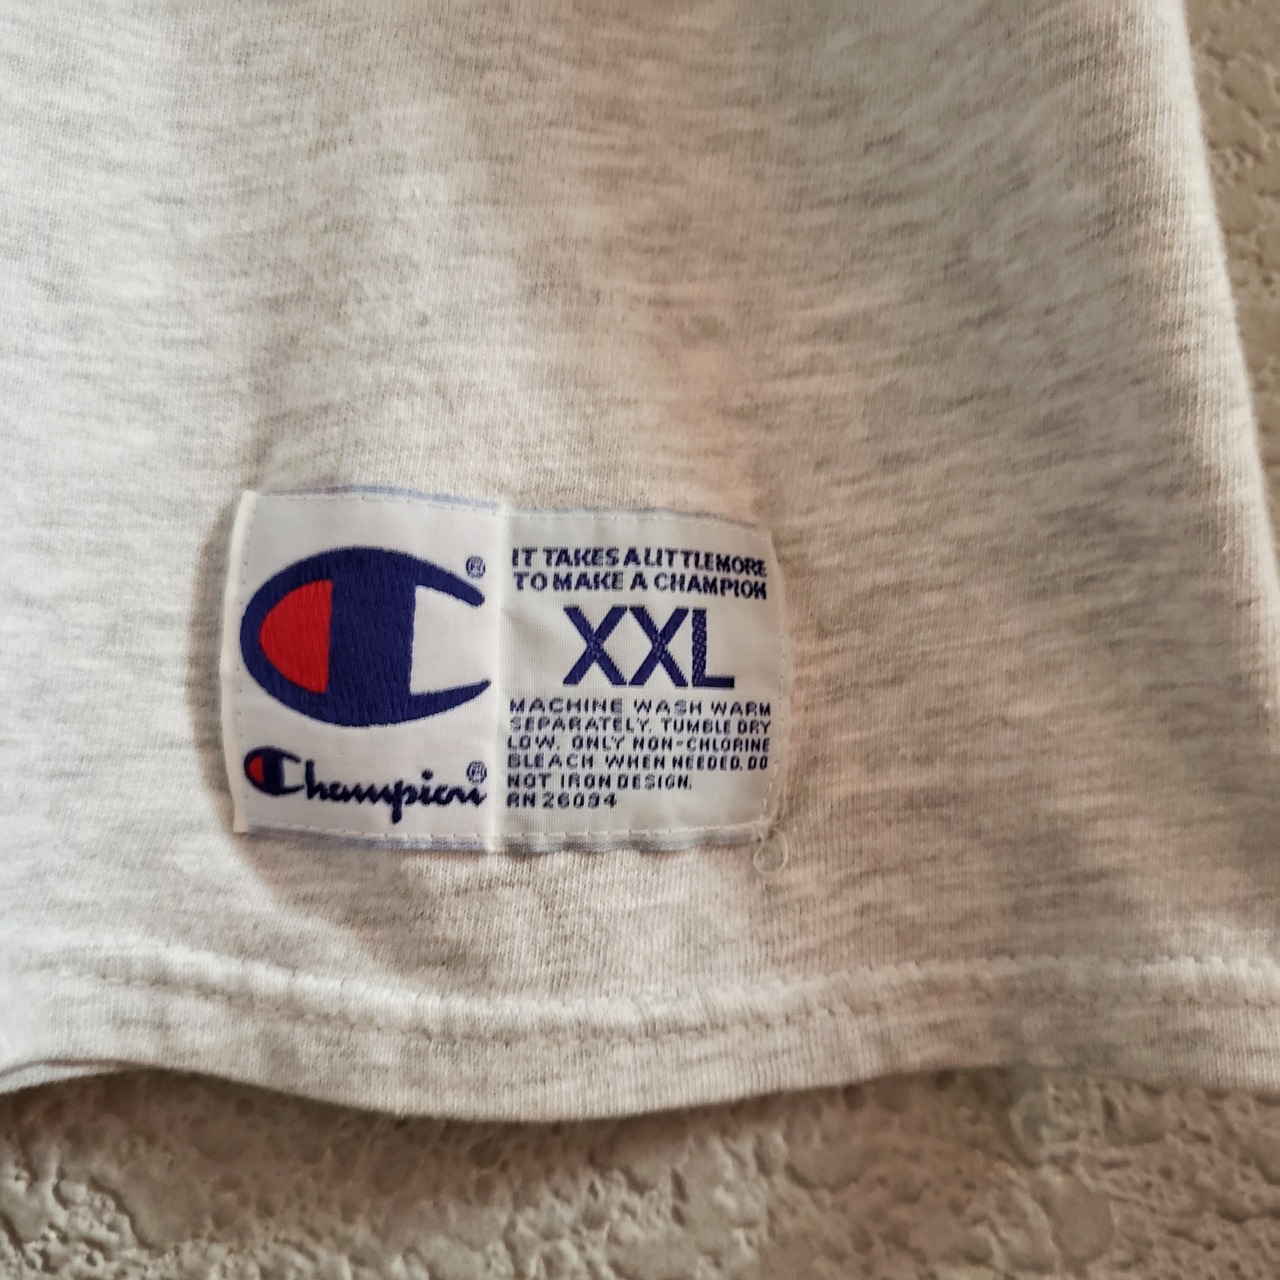 ®
Champion®
IT TAKES A LITTLE MORE
TO MAKE A CHAMPION
XXL
MACHINE WASH WARM
SEPARATELY. TUMBLE DRY
LOW. ONLY NON-CHLORINE
BLEACH WHEN NEEDED. DO
NOT IRON DESIGN.
RN 26094